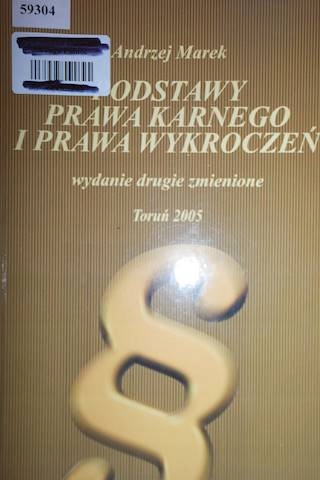 59304
Andrzej Marek
PODSTAWY
PRAWA KARNEGO
I PRAWA WYKROCZEŃ
wydanie drugie zmienione
Toruń 2005
§